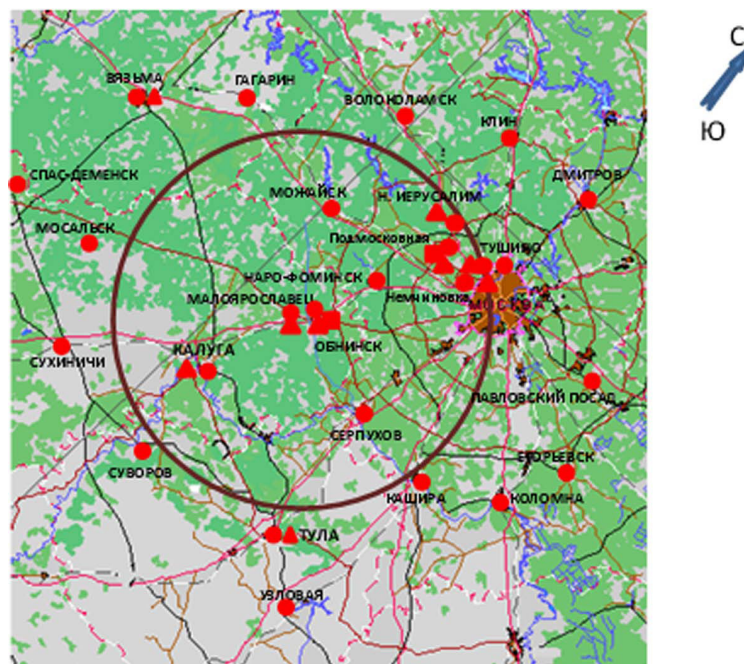 С
Ю
ВЯЗЬМА
ГАГАРИН
ВОЛОКОЛАМСК
КЛИН
СПАС-ДЕМЕНСК
МОЖАЙСК
Н. ИЕРУСАЛИМ
ДМИТРОВ
МОСАЛЬСК
Подмосковная
ТУШИНО
НАРО-ФОМИНСК
МАЛОЯРОСЛАВЕЦ
Немчиновка
МОСКВА
ОБНИНСК
СУХИНИЧИ
КАЛУГА
ПАВЛОВСКИЙ ПОСАД
СЕРПУХОВ
СУВОРОВ
ЕГОРЬЕВСК
КАШИРА
КОЛОМНА
ТУЛА
УЗЛОВАЯ